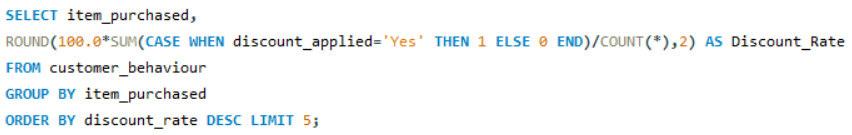 SELECT item_purchased,
ROUND(100.0*SUM(CASE WHEN discount_applied='Yes' THEN 1 ELSE 0 END)/COUNT(*),2) AS Discount_Rate
FROM customer_behaviour
GROUP BY item_purchased
ORDER BY discount_rate DESC LIMIT 5;